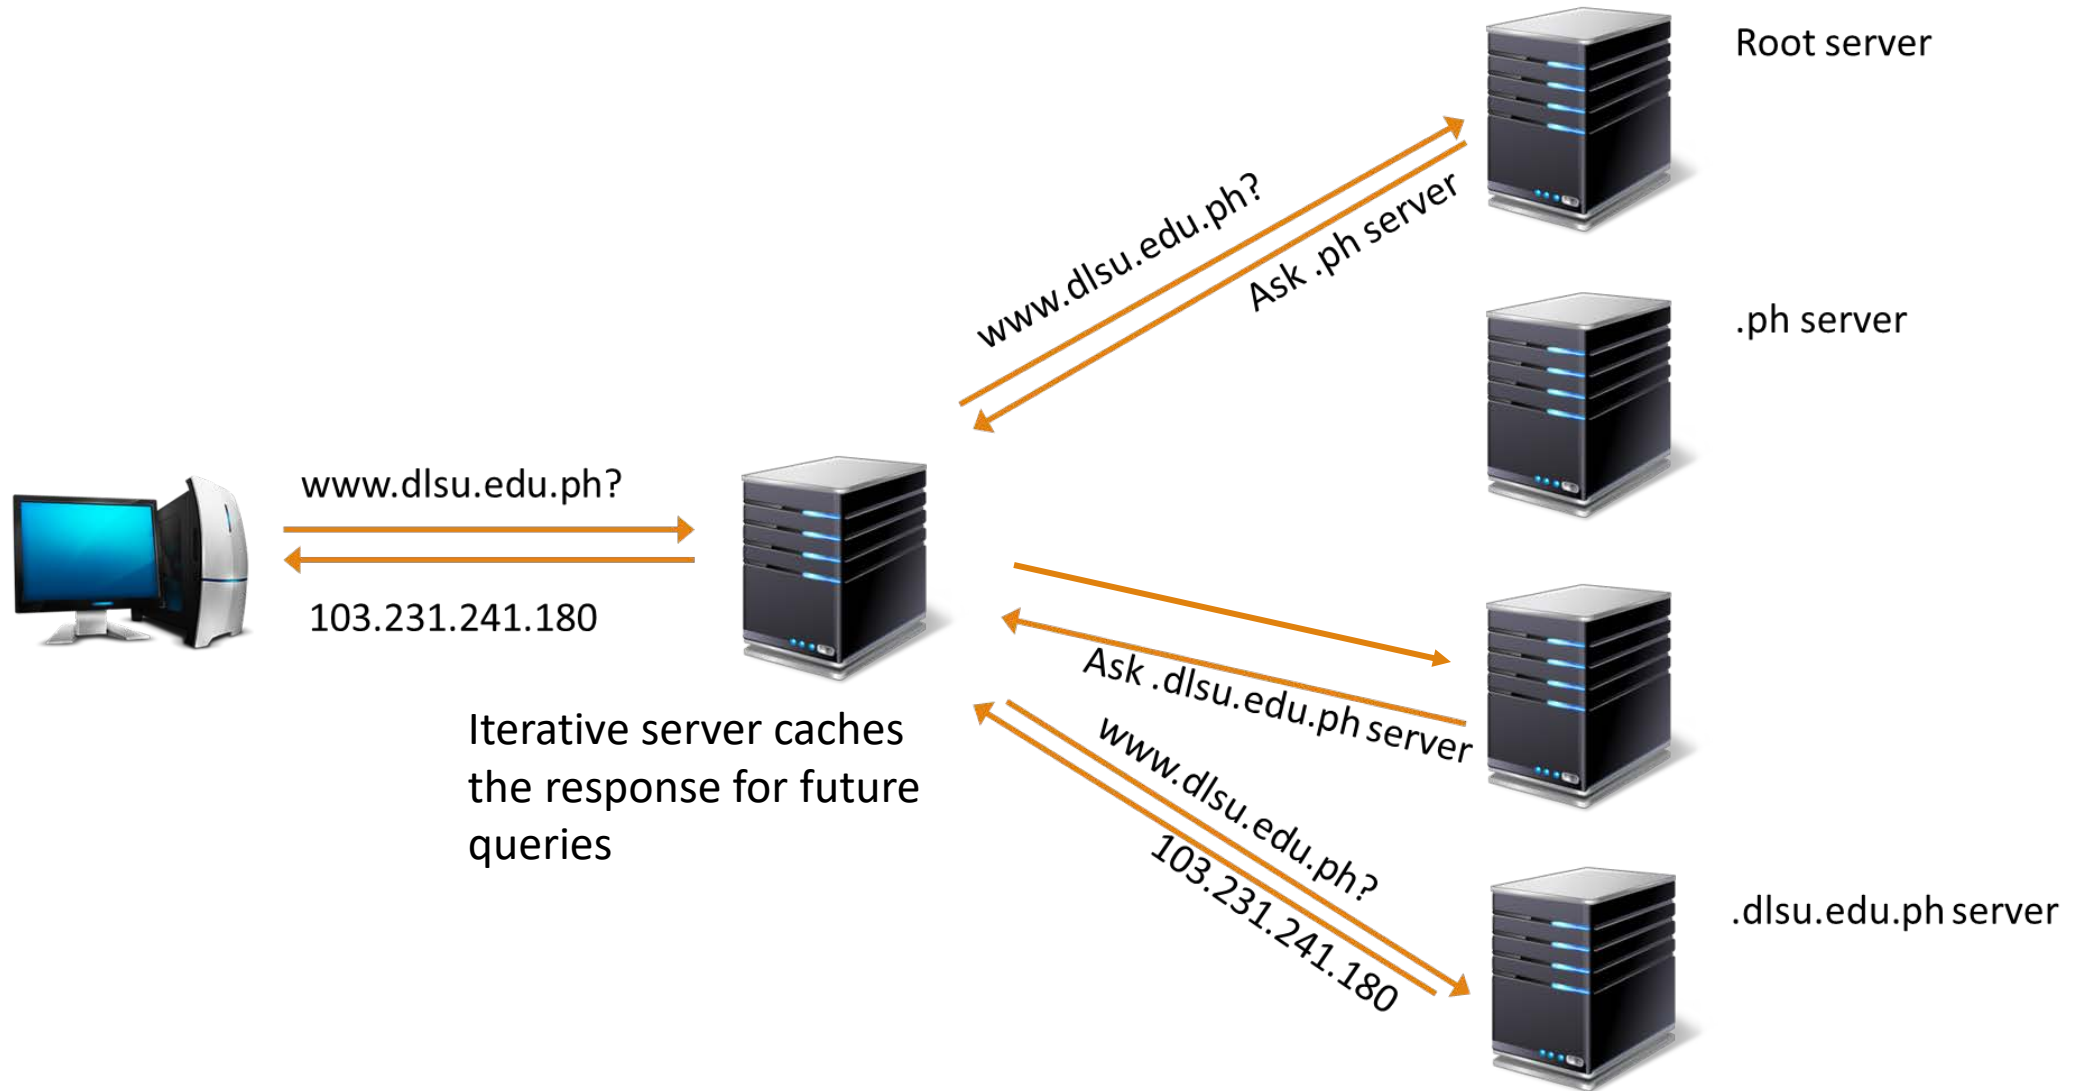 Root server
www.dlsu.edu.ph?
Ask .ph server
.ph server
www.dlsu.edu.ph?
103.231.241.180
Ask .dlsu.edu.ph server
Iterative server caches
the response for future
queries
www.dlsu.edu.ph?
103.231.241.180
.dlsu.edu.ph server